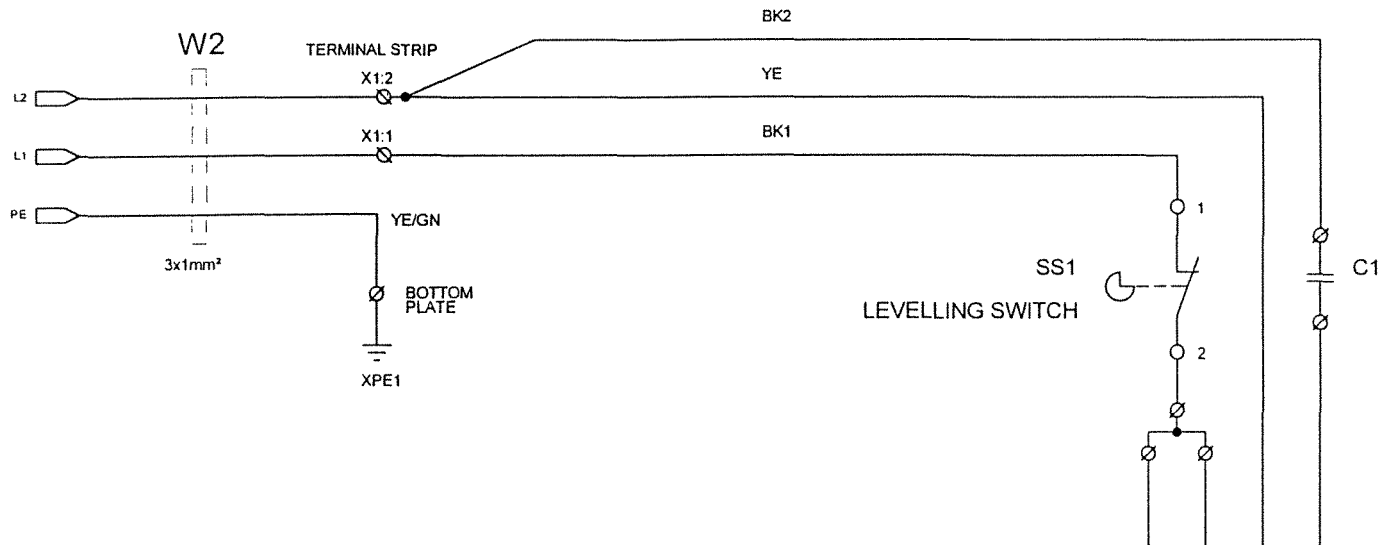 BK2
W2
TERMINAL STRIP
X1:2
YE
L2
X1:1
BK1
L1
PE
YE/GN
1
3x1mm²
SS1
C1
BOTTOM
PLATE
LEVELLING SWITCH
2
XPE1